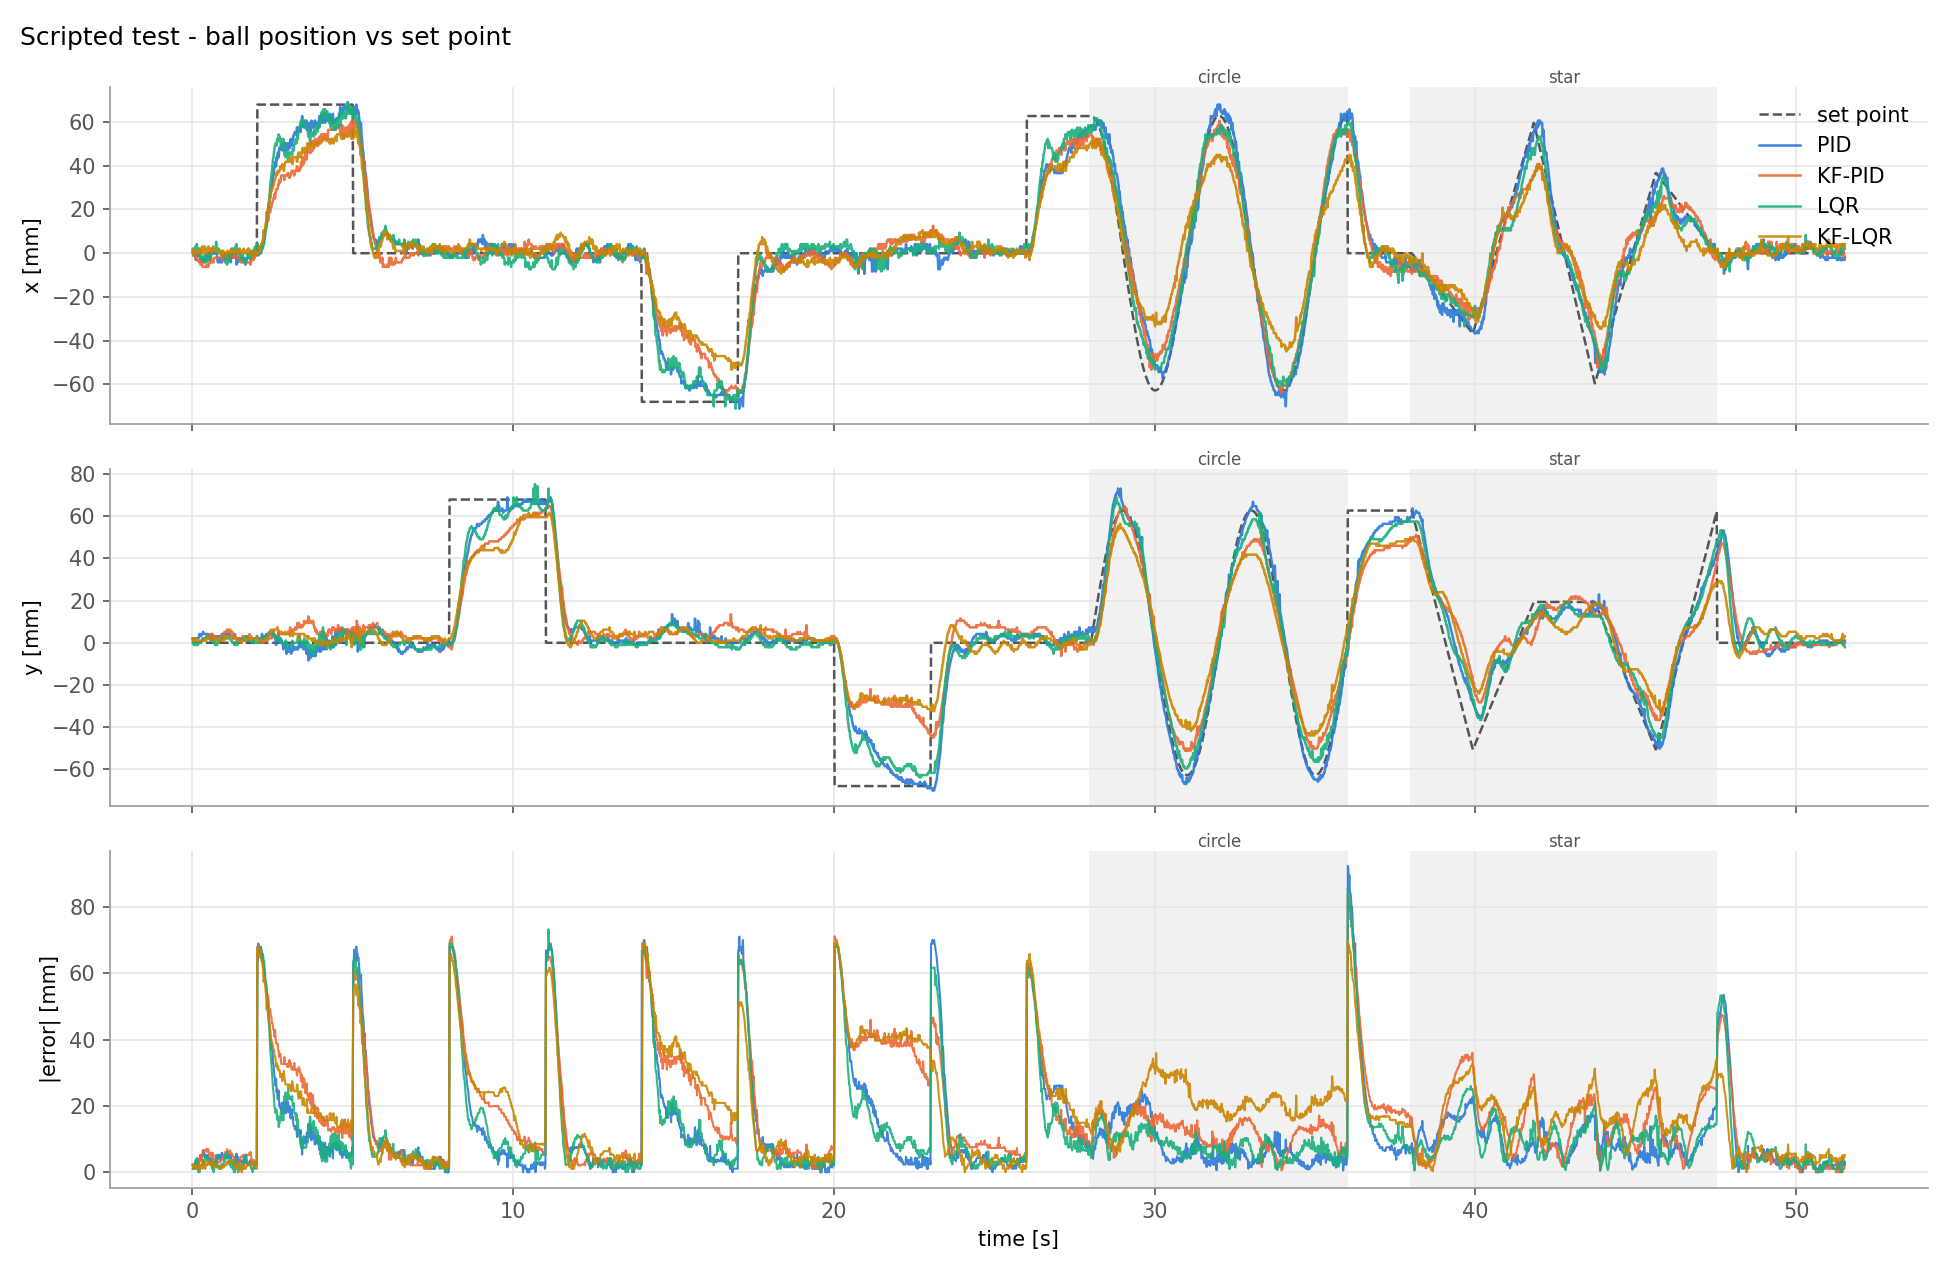 Scripted test - ball position vs set point
circle
star
set point
PID
KF-PID
LQR
KF-LQR
x [mm]
60
40
20
0
−20
−40
−60
circle
star
y [mm]
80
60
40
20
0
−20
−40
−60
circle
star
|error| [mm]
80
60
40
20
0
0
10
20
30
40
50
time [s]